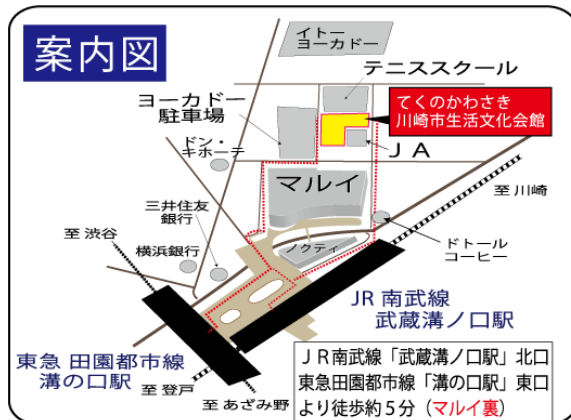 案内図
イトー
ヨーカドー
テニススクール
ヨーカドー
駐車場
てくのかわさき
川崎市生活文化会館
ドン・
キホーテ
JA
マルイ
至 川崎
三井住友
銀行
至 渋谷
横浜銀行
ノクティ
ドトール
コーヒー
JR 南武線
武蔵溝ノ口駅
東急 田園都市線
溝の口駅
至 登戸
至 あざみ野
JR南武線「武蔵溝ノ口駅」北口
東急田園都市線「溝の口駅」東口
より徒歩約5分(マルイ裏)